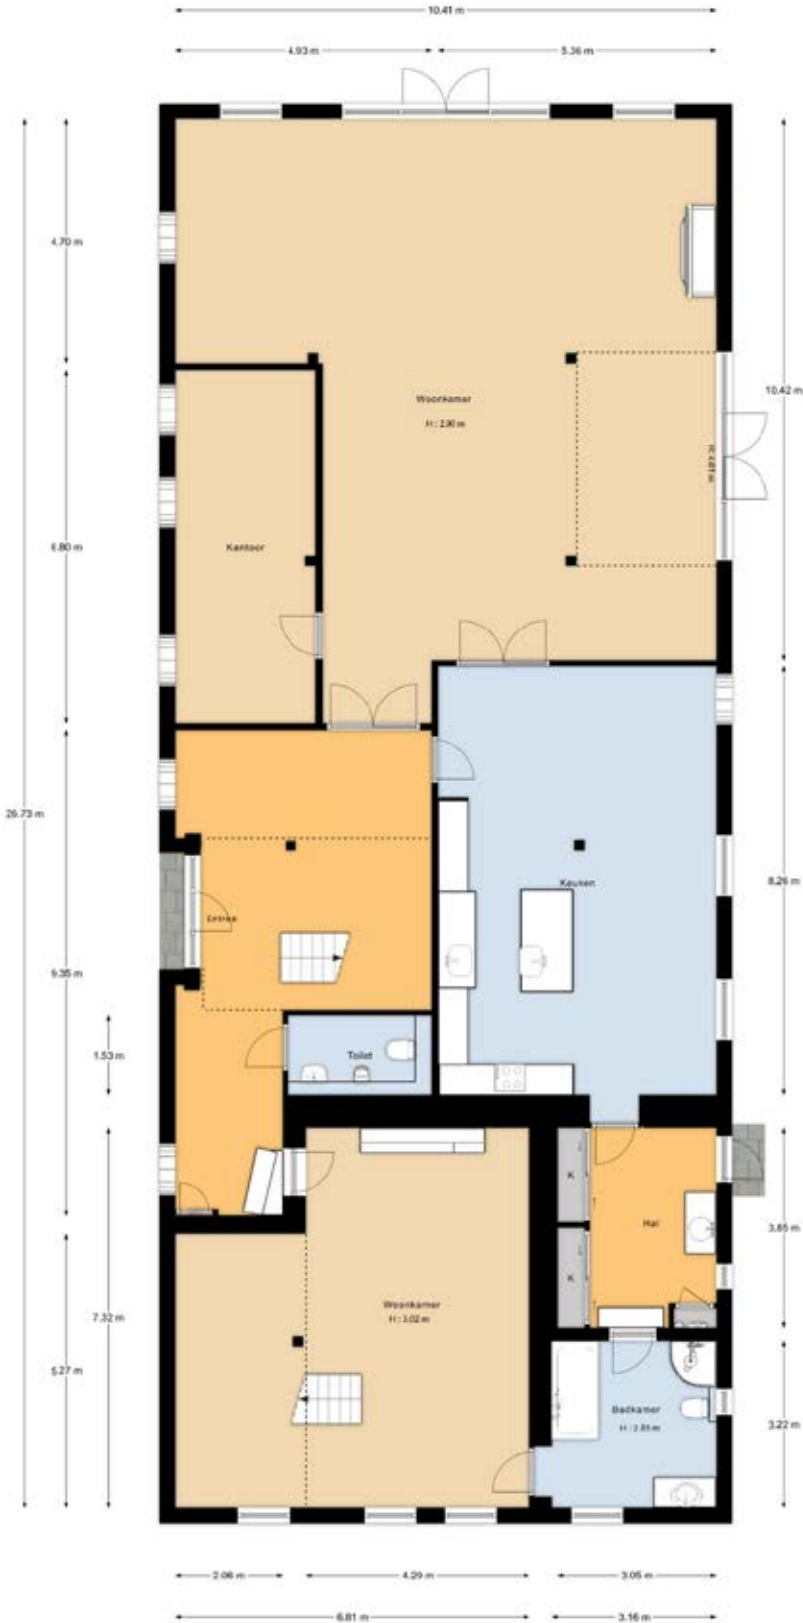 10.41 m
4.93 m
5.36 m
4.70 m
Woonkamer
10.42 m
Kantoor
6.80 m
26.73 m
Entree
Keuken
8.26 m
9.35 m
1.53 m
Toilet
K
Hal
3.85 m
K
7.32 m
Woonkamer
H: 3.02 m
5.27 m
Badkamer
3.22 m
2.06 m
4.29 m
3.05 m
6.81 m
3.16 m